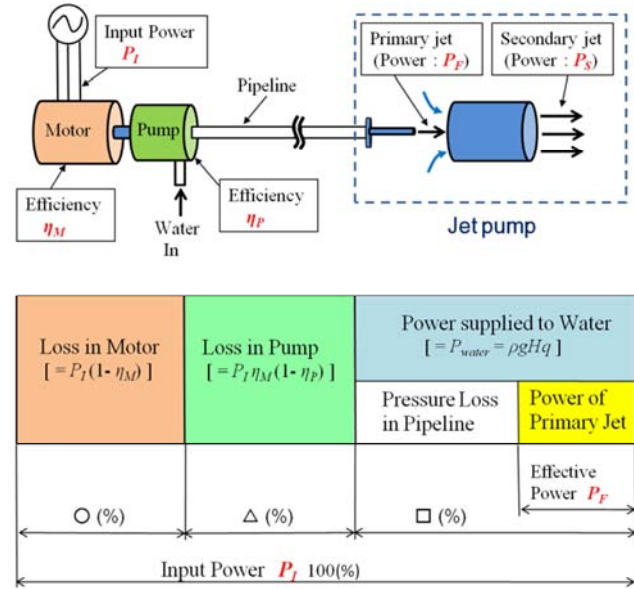 Input Power
P_I
Primary jet
(Power : P_F)
Secondary jet
(Power : P_S)
Pipeline
Motor
Pump
Efficiency
η_M
Water
In
Efficiency
η_P
Jet pump
Loss in Motor
[ = P_I (1- η_M) ]
Loss in Pump
[ = P_I η_M (1- η_P) ]
Power supplied to Water
[ = P_water = ρgHq ]
Pressure Loss
in Pipeline
Power of
Primary Jet
Effective
Power P_F
○ (%)
△ (%)
□ (%)
Input Power P_I 100(%)